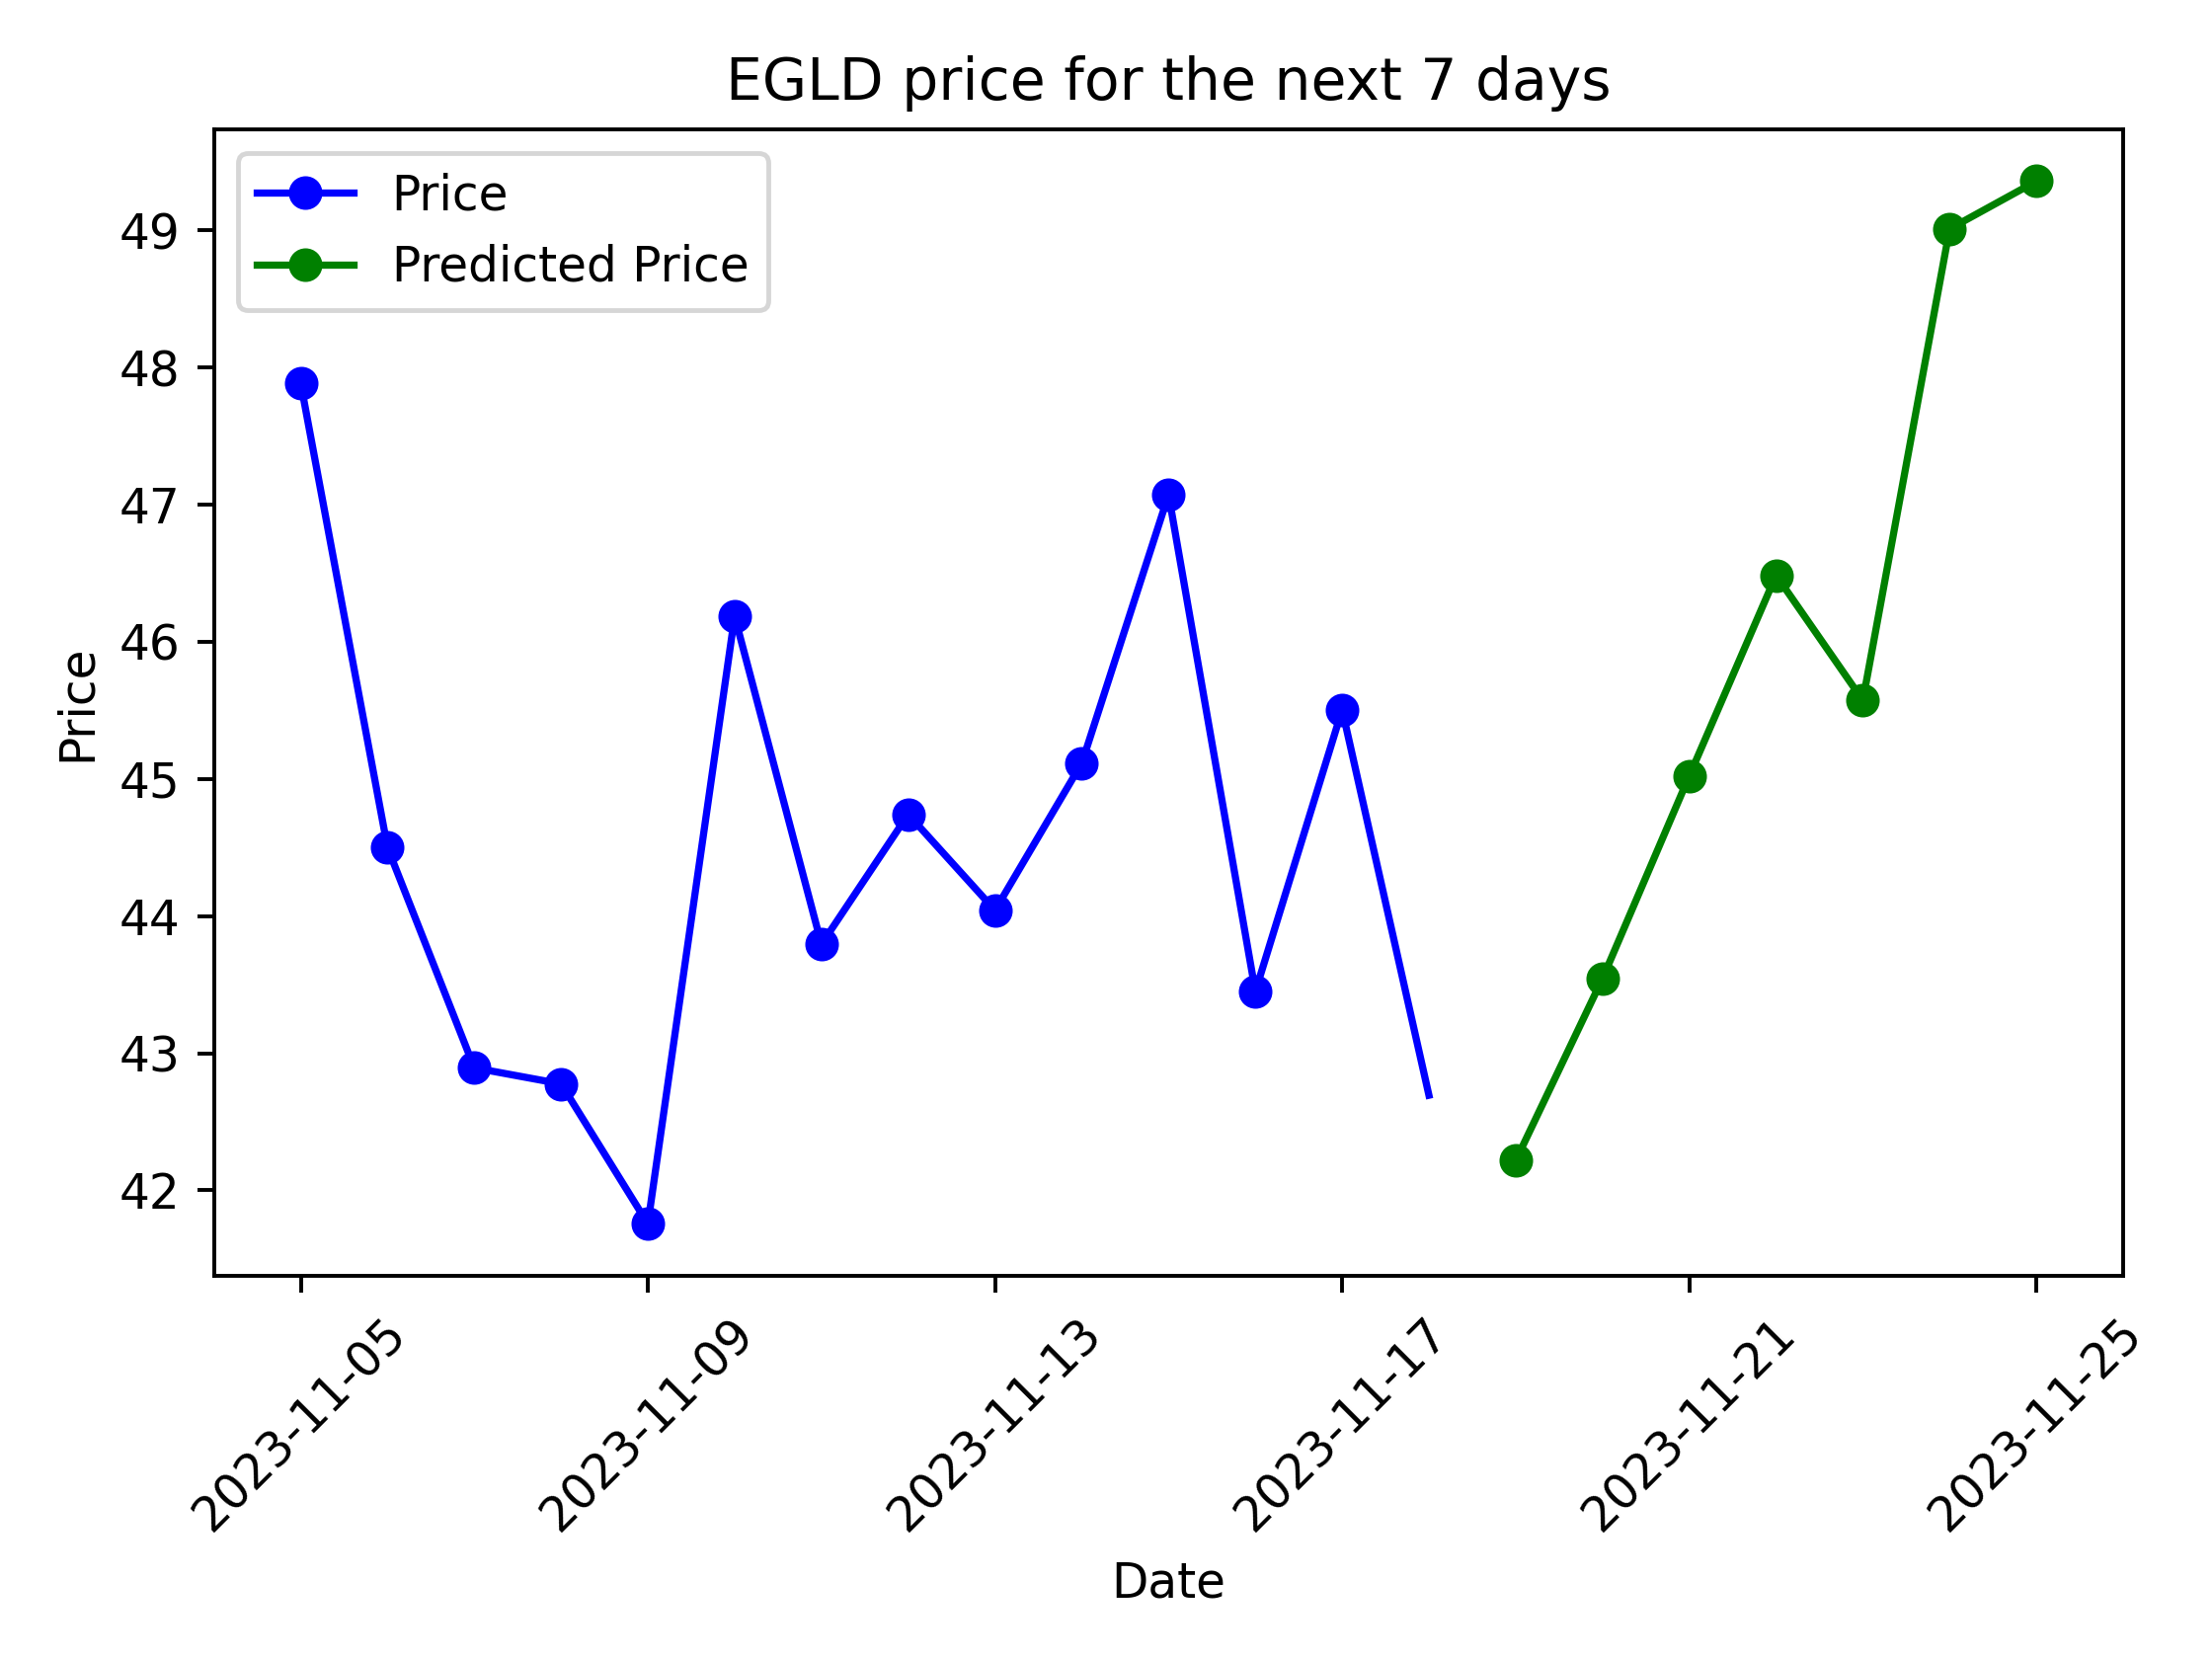 EGLD price for the next 7 days
Price
Predicted Price
49
48
47
46
45
44
43
42
Price
2023-11-05
2023-11-09
2023-11-13
2023-11-17
2023-11-21
2023-11-25
Date